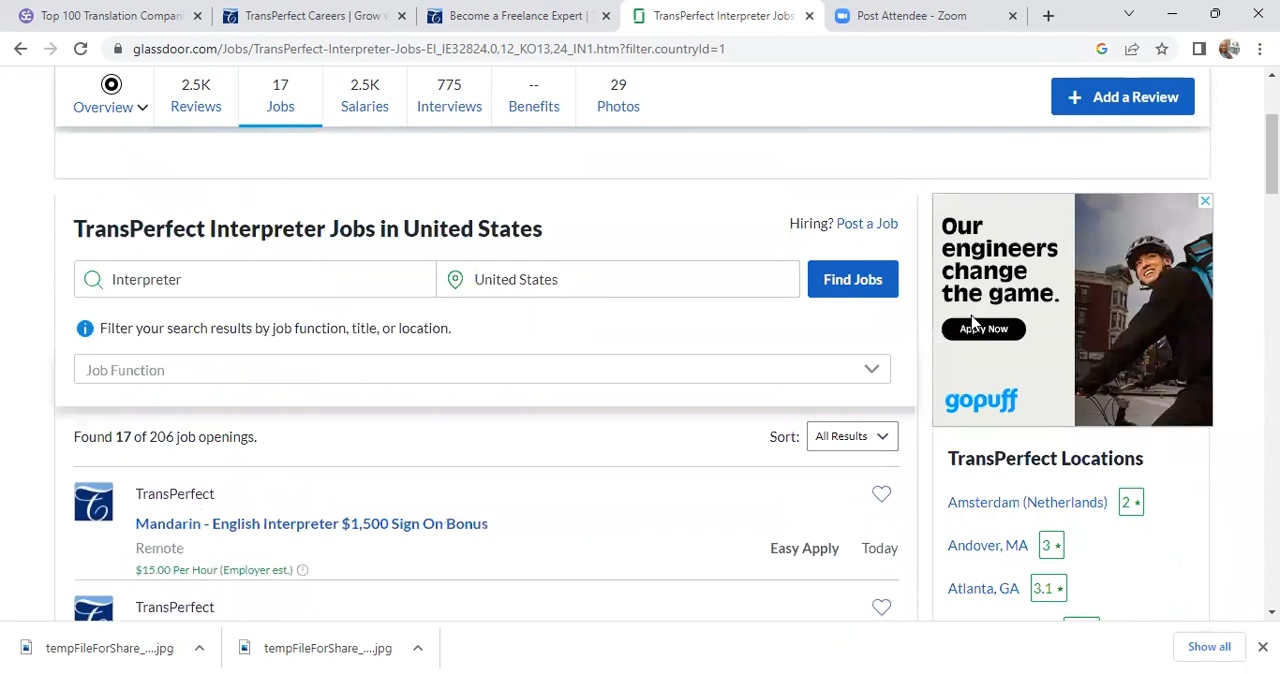 Top 100 Translation Compani
TransPerfect Careers | Grow v
Become a Freelance Expert |
TransPerfect Interpreter Jobs
Post Attendee - Zoom
glassdoor.com/Jobs/TransPerfect-Interpreter-Jobs-EI_IE32824.0,12_KO13,24_IN1.htm?filter.countryId=1
Overview
2.5K
Reviews
17
Jobs
2.5K
Salaries
775
Interviews
--
Benefits
29
Photos
+ Add a Review
TransPerfect Interpreter Jobs in United States
Hiring? Post a Job
Interpreter
United States
Find Jobs
Filter your search results by job function, title, or location.
Job Function
Found 17 of 206 job openings.
Sort: All Results
TransPerfect
Mandarin - English Interpreter $1,500 Sign On Bonus
Remote
Easy Apply
Today
$15.00 Per Hour (Employer est.)
TransPerfect
Our
engineers
change
the game.
Apply Now
gopuff
TransPerfect Locations
Amsterdam (Netherlands) 2 ★
Andover, MA 3 ★
Atlanta, GA 3.1 ★
tempFileForShare_....jpg
tempFileForShare_....jpg
Show all